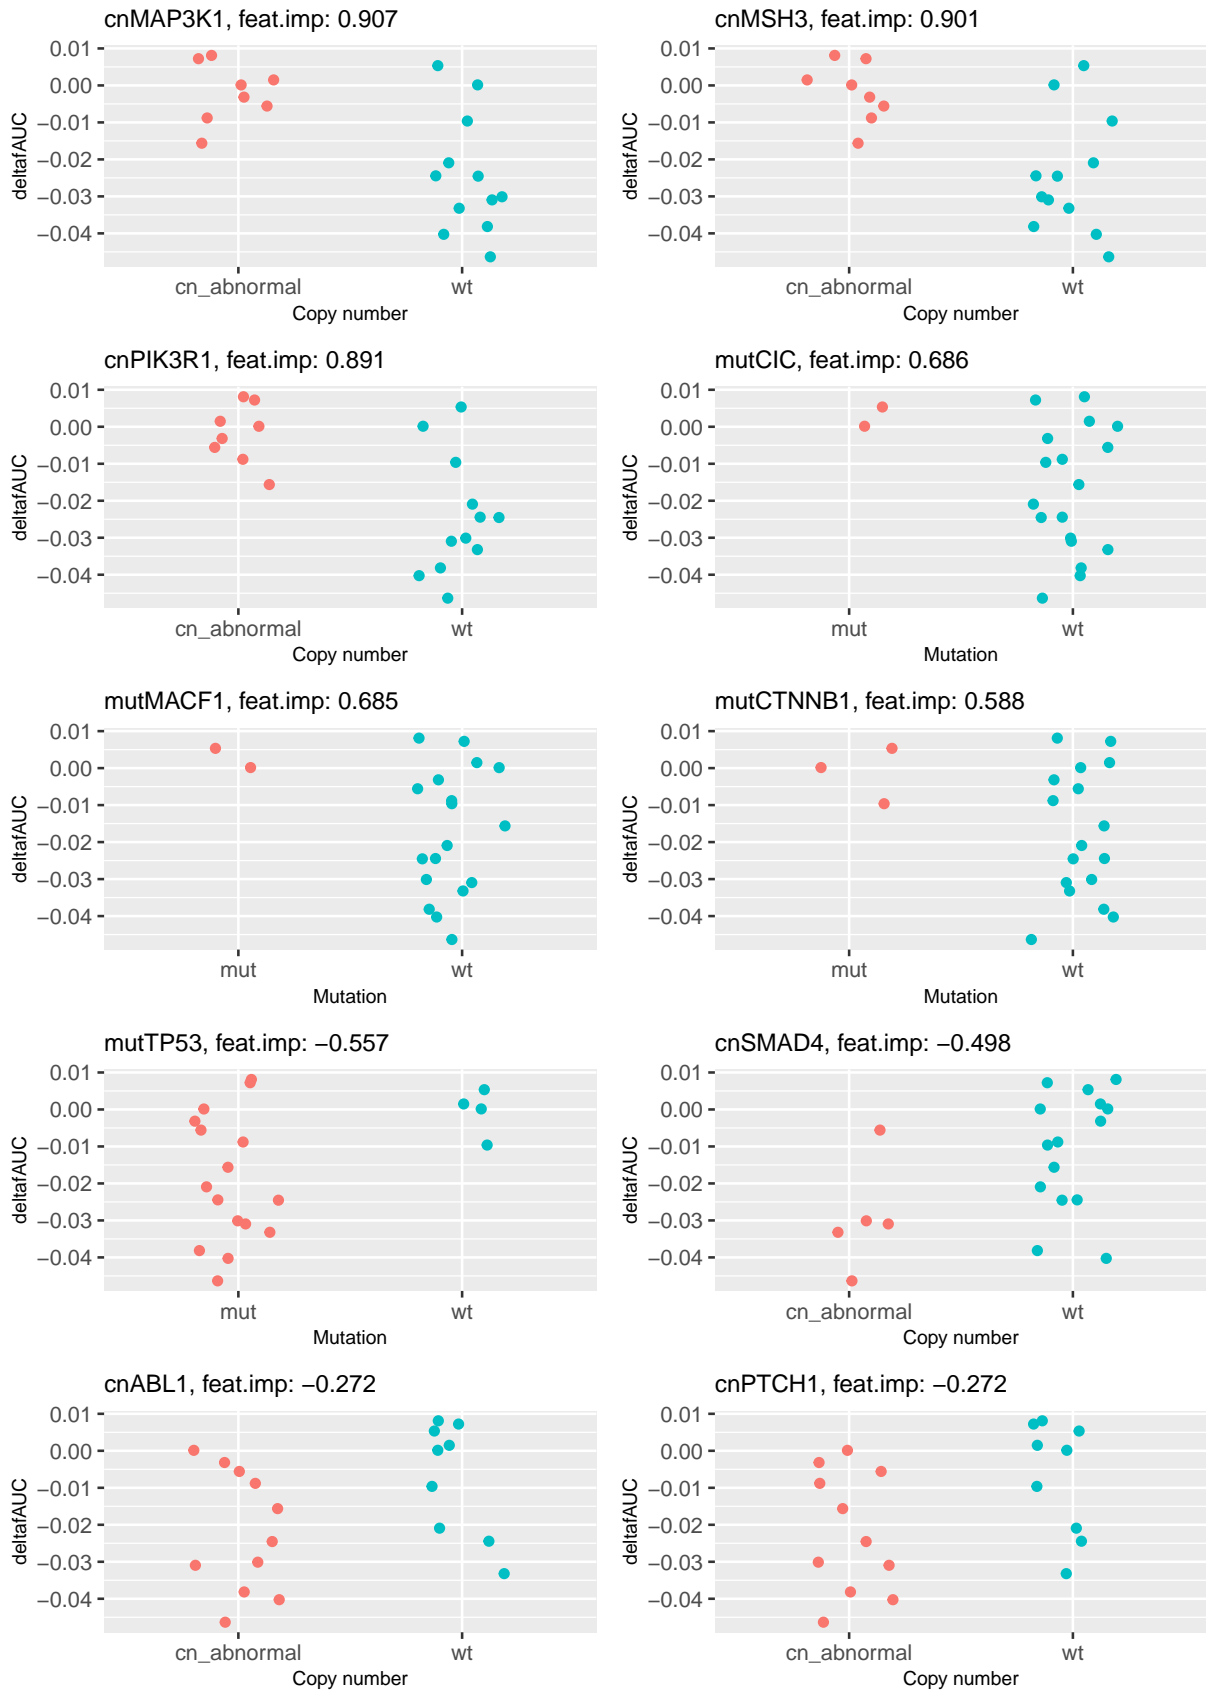 cnMAP3K1, feat.imp: 0.907
0.01
0.00
−0.01
−0.02
−0.03
−0.04
deltafAUC
cn_abnormal wt
Copy number
cnMSH3, feat.imp: 0.901
0.01
0.00
−0.01
−0.02
−0.03
−0.04
deltafAUC
cn_abnormal wt
Copy number
cnPIK3R1, feat.imp: 0.891
0.01
0.00
−0.01
−0.02
−0.03
−0.04
deltafAUC
cn_abnormal wt
Copy number
mutCIC, feat.imp: 0.686
0.01
0.00
−0.01
−0.02
−0.03
−0.04
deltafAUC
mut wt
Mutation
mutMACF1, feat.imp: 0.685
0.01
0.00
−0.01
−0.02
−0.03
−0.04
deltafAUC
mut wt
Mutation
mutCTNNB1, feat.imp: 0.588
0.01
0.00
−0.01
−0.02
−0.03
−0.04
deltafAUC
mut wt
Mutation
mutTP53, feat.imp: −0.557
0.01
0.00
−0.01
−0.02
−0.03
−0.04
deltafAUC
mut wt
Mutation
cnSMAD4, feat.imp: −0.498
0.01
0.00
−0.01
−0.02
−0.03
−0.04
deltafAUC
cn_abnormal wt
Copy number
cnABL1, feat.imp: −0.272
0.01
0.00
−0.01
−0.02
−0.03
−0.04
deltafAUC
cn_abnormal wt
Copy number
cnPTCH1, feat.imp: −0.272
0.01
0.00
−0.01
−0.02
−0.03
−0.04
deltafAUC
cn_abnormal wt
Copy number